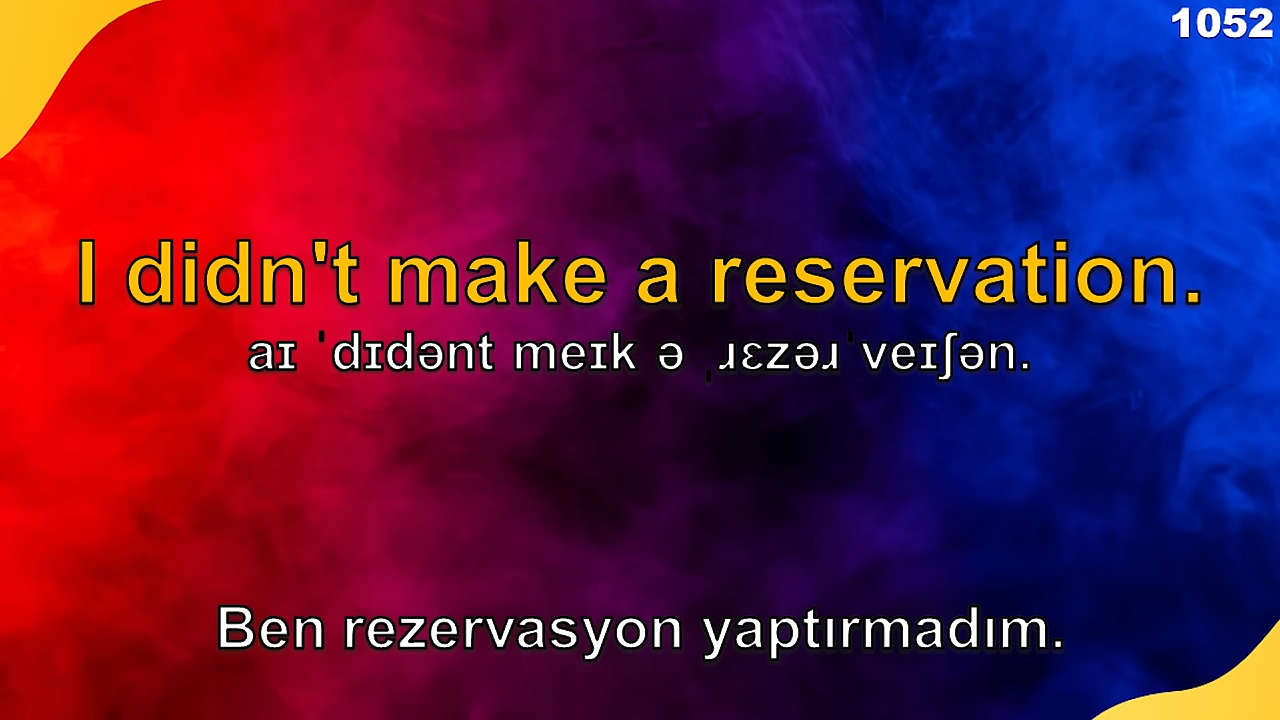 1052
I didn't make a reservation.
aɪ ˈdɪdənt meɪk ə ˌɹɛzəɹˈveɪʃən.
Ben rezervasyon yaptırmadım.